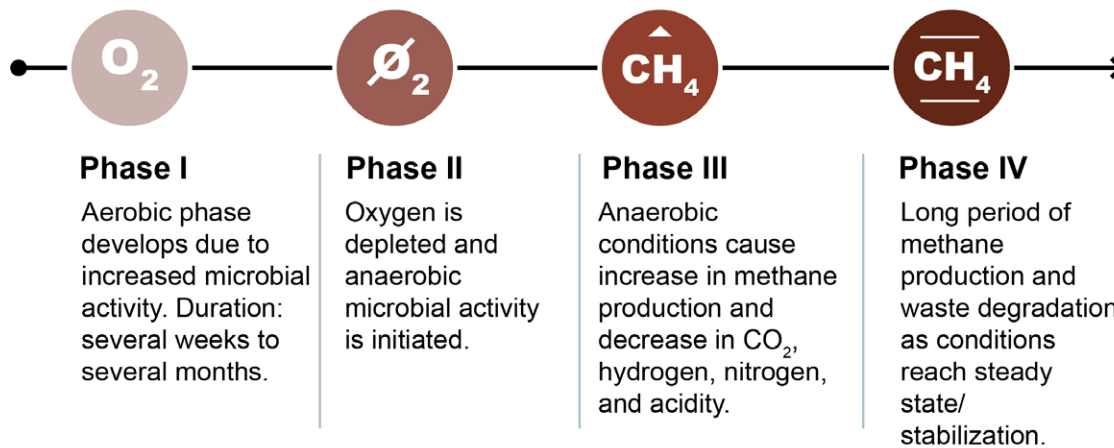 O₂
Ø₂
CH₄
CH₄
Phase I
Aerobic phase
develops due to
increased microbial
activity. Duration:
several weeks to
several months.
Phase II
Oxygen is
depleted and
anaerobic
microbial activity
is initiated.
Phase III
Anaerobic
conditions cause
increase in methane
production and
decrease in CO₂,
hydrogen, nitrogen,
and acidity.
Phase IV
Long period of
methane
production and
waste degradation
as conditions
reach steady
state/
stabilization.